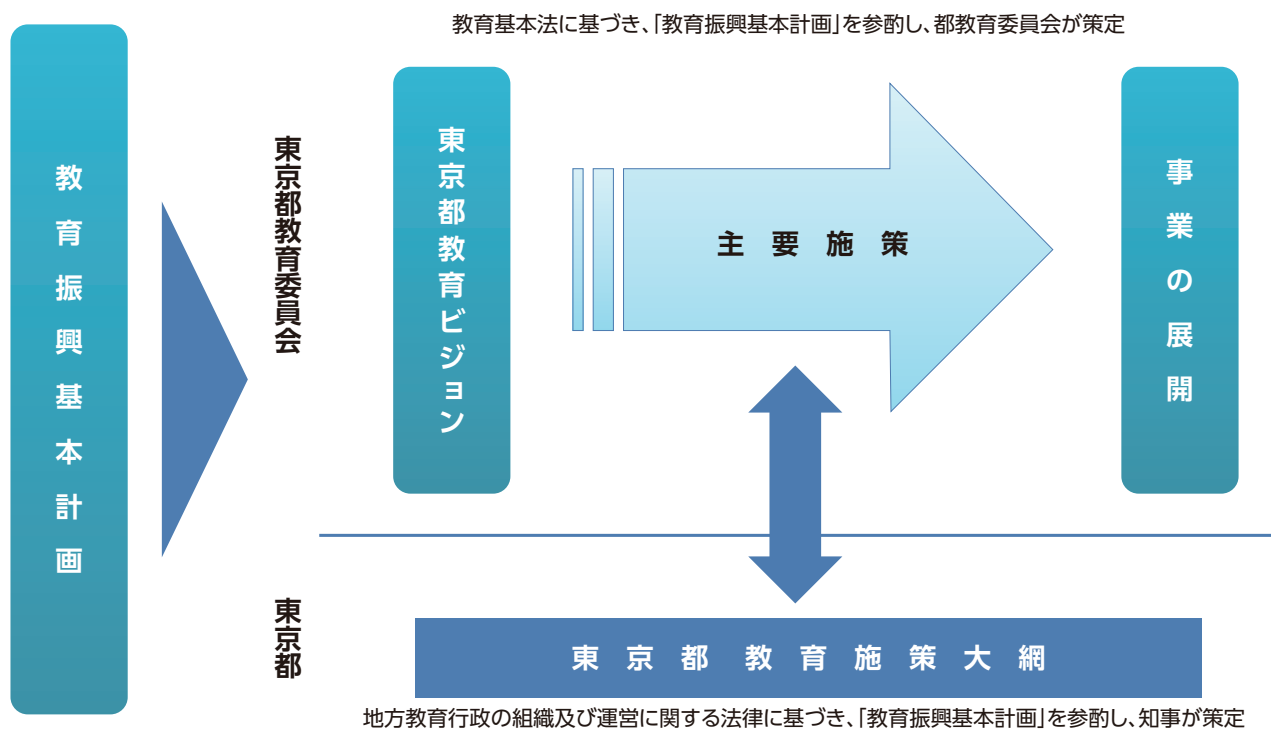 教育基本法に基づき、「教育振興基本計画」を参酌し、都教育委員会が策定
教育振興基本計画
東京都教育委員会
東京都教育ビジョン
主要施策
事業の展開
東京都
東京都 教育施策大綱
地方教育行政の組織及び運営に関する法律に基づき、「教育振興基本計画」を参酌し、知事が策定